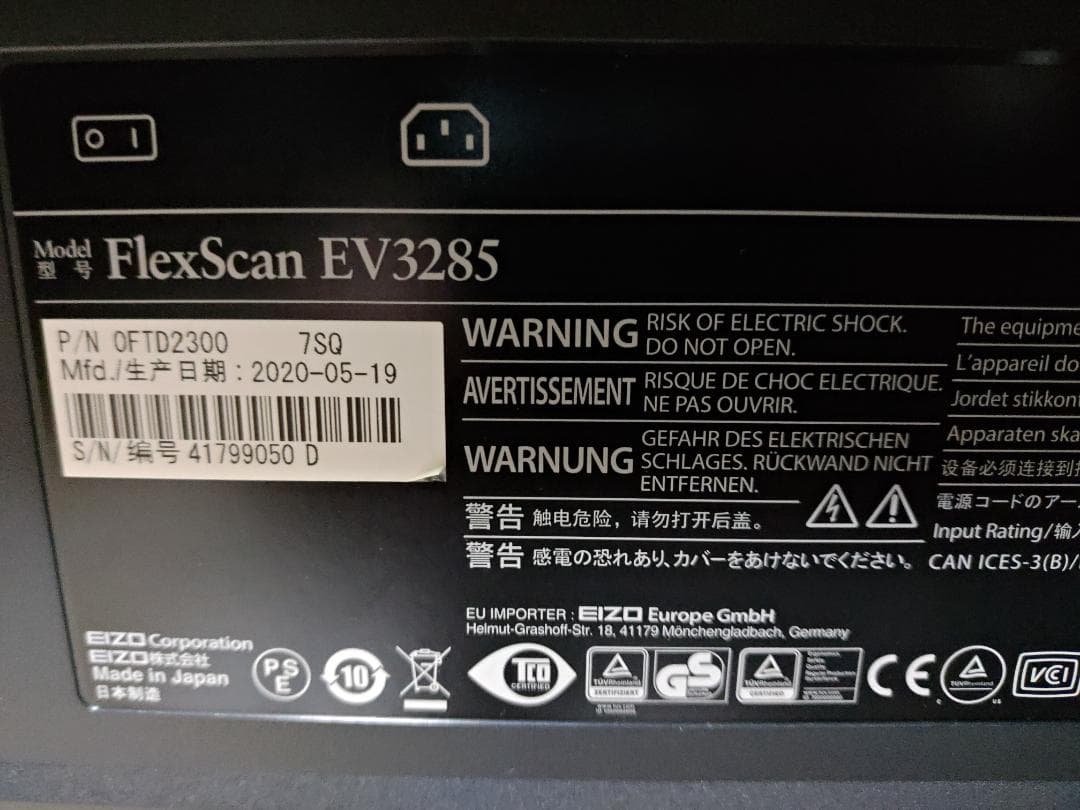 Model
型 号
FlexScan EV3285
P/N 0FTD2300 7SQ
Mfd./生产日期 : 2020-05-19
S/N/ 编号 41799050 D
WARNING RISK OF ELECTRIC SHOCK.
DO NOT OPEN.
AVERTISSEMENT RISQUE DE CHOC ELECTRIQUE.
NE PAS OUVRIR.
WARNUNG GEFAHR DES ELEKTRISCHEN
SCHLAGES. RÜCKWAND NICHT
ENTFERNEN.
警告 触电危险，请勿打开后盖。
警告 感電の恐れあり、カバーをあけないでください。
The equipme
L'appareil do
Jordet stikkont
Apparaten ska
设备必须连接到
電源コードのアー
Input Rating/输
CAN ICES-3(B)/
EU IMPORTER : EIZO Europe GmbH
Helmut-Grashoff-Str. 18, 41179 Mönchengladbach, Germany
EIZO Corporation
EIZO株式会社
Made in Japan
日本制造
PS
E
10
TCO
CERTIFIED
TÜVRheinland
ZERTIFIZIERT
GS
TÜVRheinland
CERTIFIED
CE
TÜVRheinland
C US
VCI